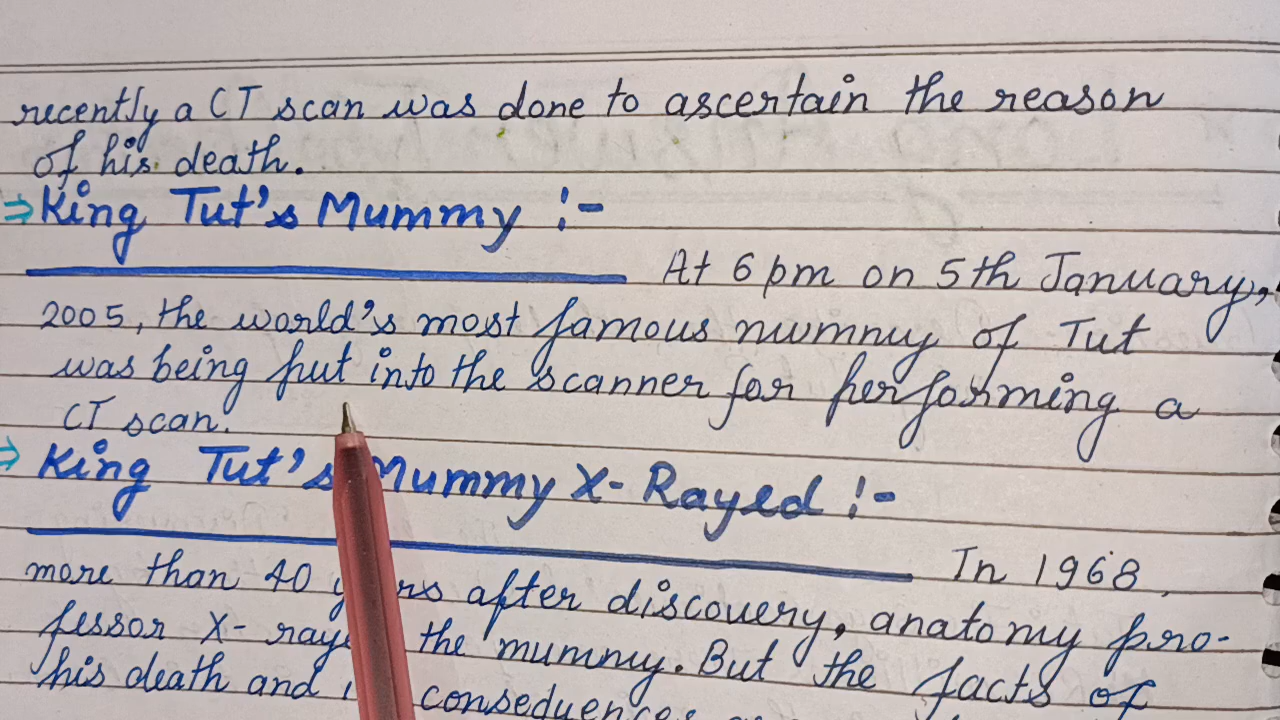 recently a CT scan was done to ascertain the reason
of his death.
⇒ King Tut's Mummy :-
At 6 pm on 5th January,
2005, the world's most famous mummy of Tut
was being put into the scanner for performing a
CT scan.
⇒ King Tut's Mummy X-Rayed :-
In 1968,
more than 40 years after discovery, anatomy pro-
fessor X-rayed the mummy. But the facts of
his death and consequences